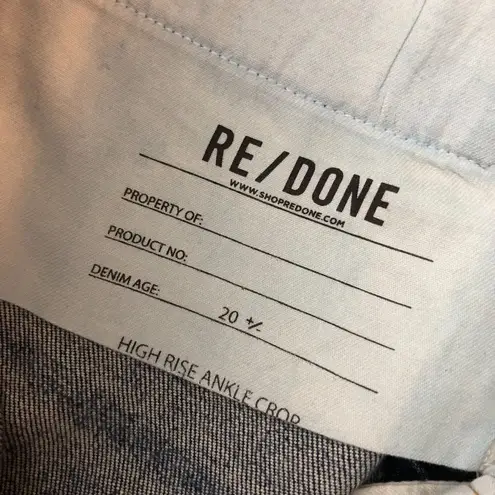 RE/DONE
WWW.SHOPREDONE.COM
PROPERTY OF:
PRODUCT NO:
DENIM AGE: 20 +/-
HIGH RISE ANKLE CROP